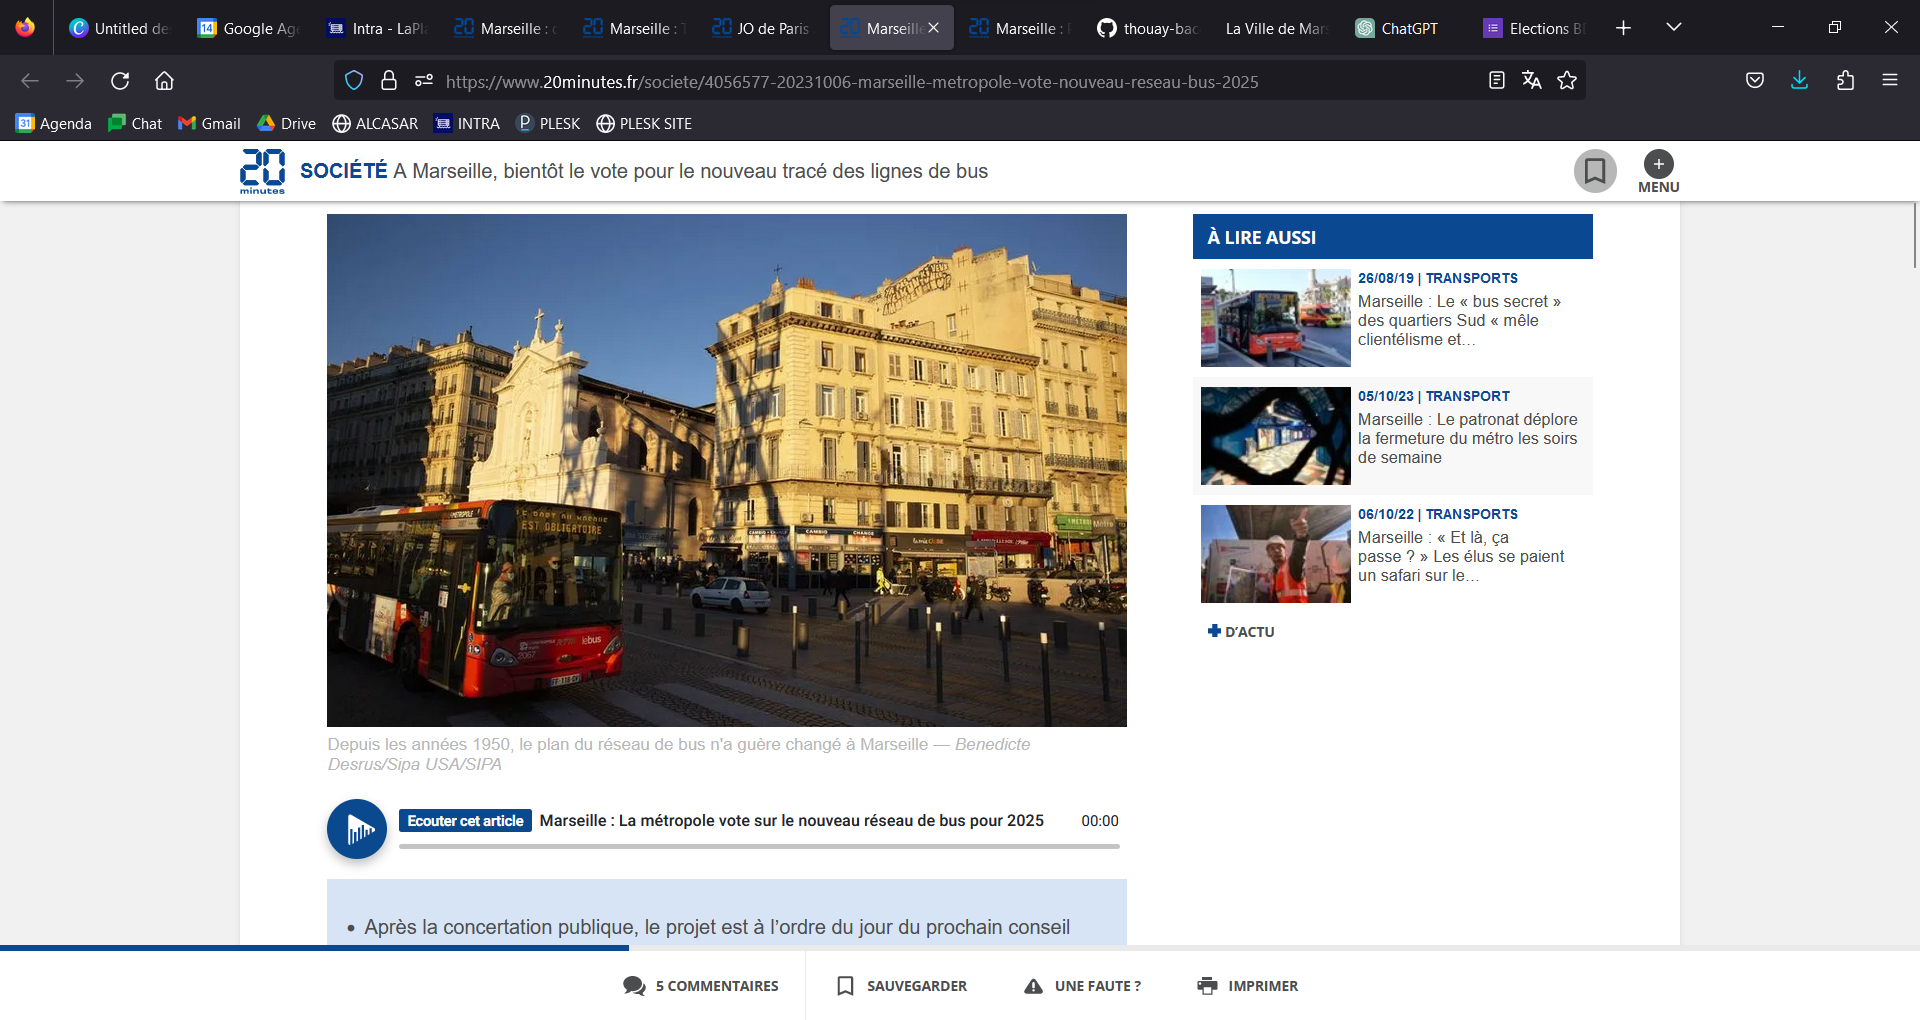 Untitled de
Google Ag
Intra - LaPl
Marseille :
Marseille : T
JO de Paris
Marseille
Marseille :
thouay-bac
La Ville de Mar
ChatGPT
Elections B
https://www.20minutes.fr/societe/4056577-20231006-marseille-metropole-vote-nouveau-reseau-bus-2025
Agenda
Chat
Gmail
Drive
ALCASAR
INTRA
PLESK
PLESK SITE
20 minutes
SOCIÉTÉ A Marseille, bientôt le vote pour le nouveau tracé des lignes de bus
MENU
EST OBLIGATOIRE
lebus
2067
CHANGE
Depuis les années 1950, le plan du réseau de bus n'a guère changé à Marseille — Benedicte
Desrus/Sipa USA/SIPA
Ecouter cet article
Marseille : La métropole vote sur le nouveau réseau de bus pour 2025
00:00
• Après la concertation publique, le projet est à l’ordre du jour du prochain conseil
À LIRE AUSSI
26/08/19 | TRANSPORTS
Marseille : Le « bus secret »
des quartiers Sud « mêle
clientélisme et…
05/10/23 | TRANSPORT
Marseille : Le patronat déplore
la fermeture du métro les soirs
de semaine
06/10/22 | TRANSPORTS
Marseille : « Et là, ça
passe ? » Les élus se paient
un safari sur le…
D’ACTU
5 COMMENTAIRES
SAUVEGARDER
UNE FAUTE ?
IMPRIMER